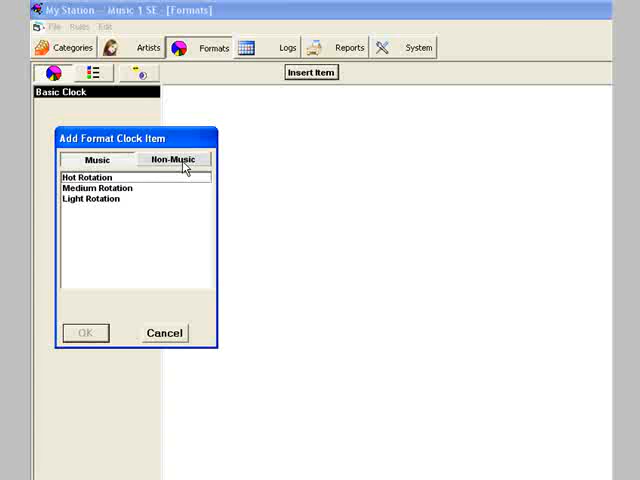 My Station -- Music 1 SE - [Formats]
File Rules Edit
Categories Artists Formats Logs Reports System
Insert Item
Basic Clock
Add Format Clock Item
Music Non-Music
Hot Rotation
Medium Rotation
Light Rotation
OK Cancel